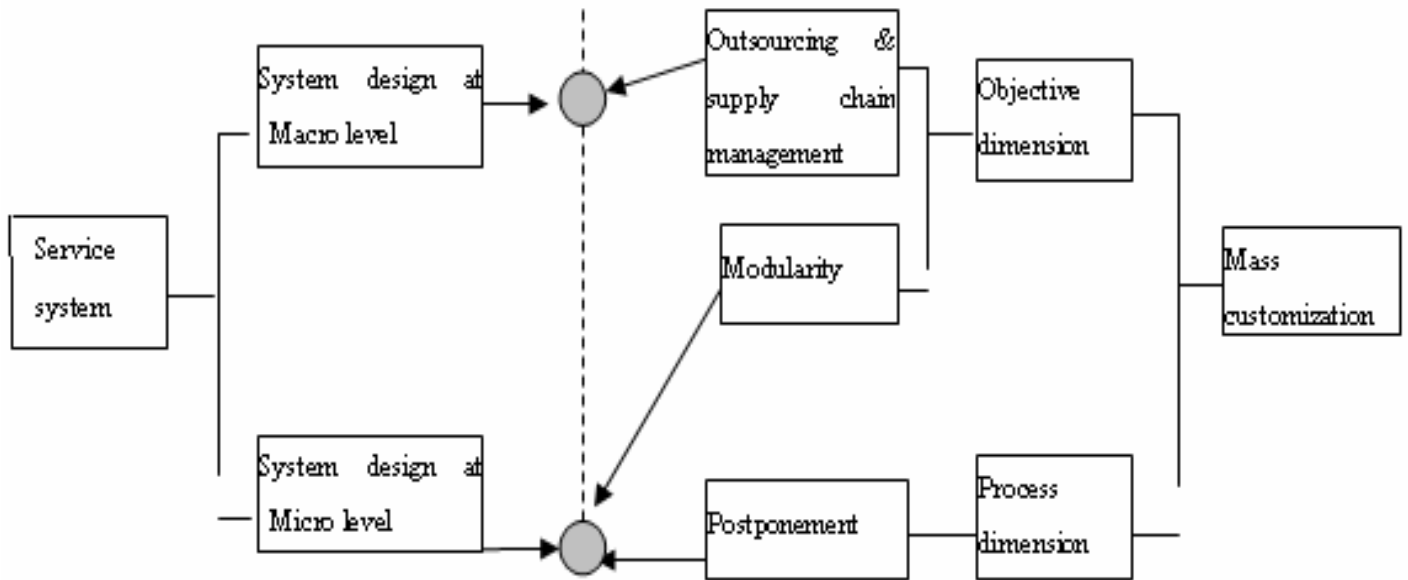 System design at
Macro level
Outsourcing &
supply chain
management
Objective
dimension
Service
system
Modularity
Mass
customization
System design at
Micro level
Postponement
Process
dimension